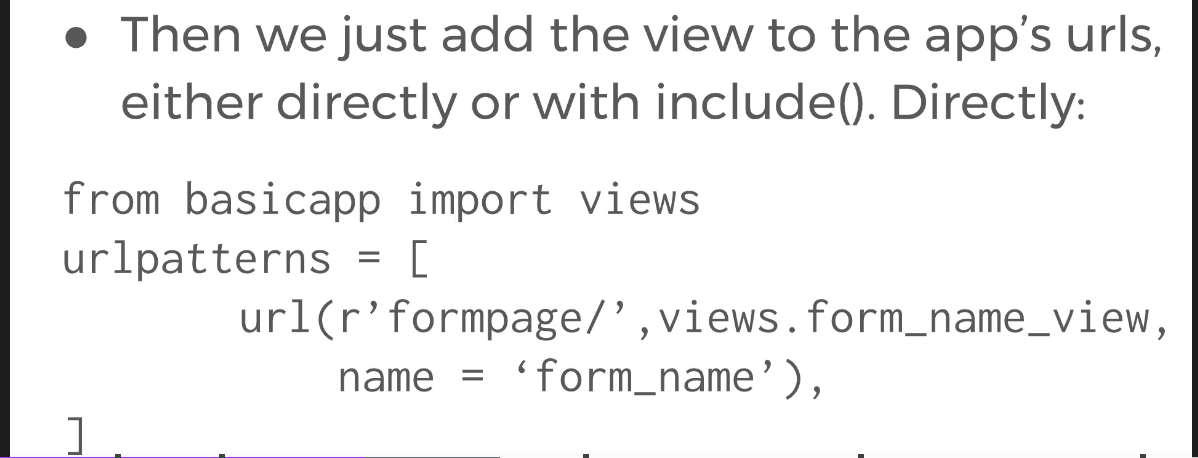 ● Then we just add the view to the app’s urls,
either directly or with include(). Directly:
from basicapp import views
urlpatterns = [
url(r’formpage/’,views.form_name_view,
name = ‘form_name’),
]